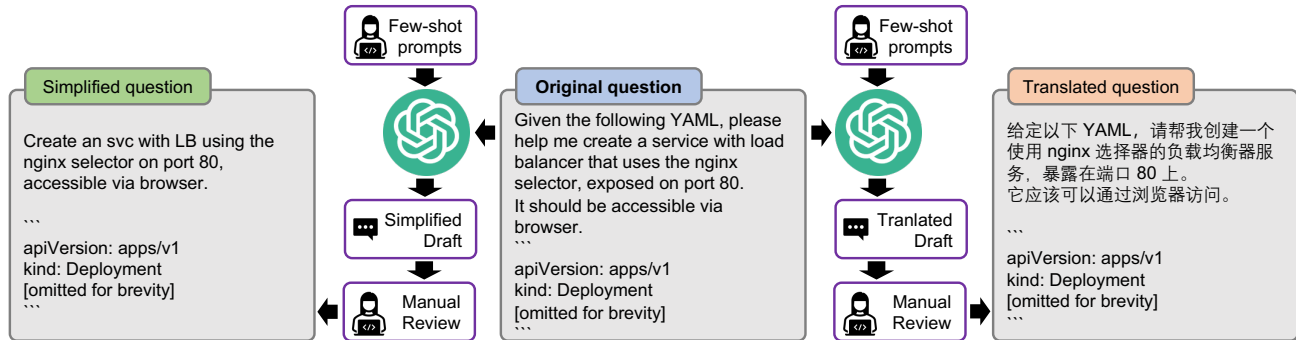 Simplified question
Create an svc with LB using the
nginx selector on port 80,
accessible via browser.
```
apiVersion: apps/v1
kind: Deployment
[omitted for brevity]
```
Few-shot
prompts
Simplified
Draft
Manual
Review
Original question
Given the following YAML, please
help me create a service with load
balancer that uses the nginx
selector, exposed on port 80.
It should be accessible via
browser.
```
apiVersion: apps/v1
kind: Deployment
[omitted for brevity]
```
Few-shot
prompts
Tranlated
Draft
Manual
Review
Translated question
给定以下 YAML，请帮我创建一个
使用 nginx 选择器的负载均衡器服
务，暴露在端口 80 上。
它应该可以通过浏览器访问。
```
apiVersion: apps/v1
kind: Deployment
[omitted for brevity]
```